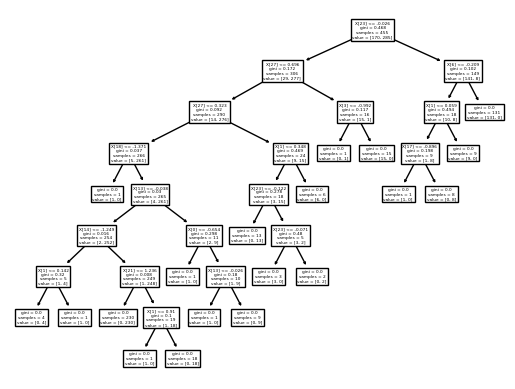 X[23] <= -0.026
gini = 0.468
samples = 455
value = [170, 285]
X[27] <= 0.696
gini = 0.172
samples = 306
value = [29, 277]
X[6] <= -0.209
gini = 0.102
samples = 149
value = [141, 8]
X[27] <= 0.323
gini = 0.092
samples = 290
value = [14, 276]
X[3] <= -0.992
gini = 0.117
samples = 16
value = [15, 1]
X[1] <= 0.059
gini = 0.494
samples = 18
value = [10, 8]
gini = 0.0
samples = 131
value = [131, 0]
X[18] <= -1.371
gini = 0.037
samples = 266
value = [5, 261]
X[1] <= 0.348
gini = 0.469
samples = 24
value = [9, 15]
gini = 0.0
samples = 1
value = [0, 1]
gini = 0.0
samples = 15
value = [15, 0]
X[17] <= -0.896
gini = 0.198
samples = 9
value = [1, 8]
gini = 0.0
samples = 9
value = [9, 0]
gini = 0.0
samples = 1
value = [1, 0]
X[13] <= -0.038
gini = 0.03
samples = 265
value = [4, 261]
X[23] <= -0.122
gini = 0.278
samples = 18
value = [3, 15]
gini = 0.0
samples = 6
value = [6, 0]
gini = 0.0
samples = 1
value = [1, 0]
gini = 0.0
samples = 8
value = [0, 8]
X[14] <= -1.249
gini = 0.016
samples = 254
value = [2, 252]
X[0] <= -0.654
gini = 0.298
samples = 11
value = [2, 9]
gini = 0.0
samples = 13
value = [0, 13]
X[23] <= -0.071
gini = 0.48
samples = 5
value = [3, 2]
X[1] <= 0.142
gini = 0.32
samples = 5
value = [1, 4]
X[21] <= 1.236
gini = 0.008
samples = 249
value = [1, 248]
gini = 0.0
samples = 1
value = [1, 0]
X[13] <= -0.026
gini = 0.18
samples = 10
value = [1, 9]
gini = 0.0
samples = 3
value = [3, 0]
gini = 0.0
samples = 2
value = [0, 2]
gini = 0.0
samples = 4
value = [0, 4]
gini = 0.0
samples = 1
value = [1, 0]
gini = 0.0
samples = 230
value = [0, 230]
X[1] <= 0.91
gini = 0.1
samples = 19
value = [1, 18]
gini = 0.0
samples = 1
value = [1, 0]
gini = 0.0
samples = 9
value = [0, 9]
gini = 0.0
samples = 1
value = [1, 0]
gini = 0.0
samples = 18
value = [0, 18]